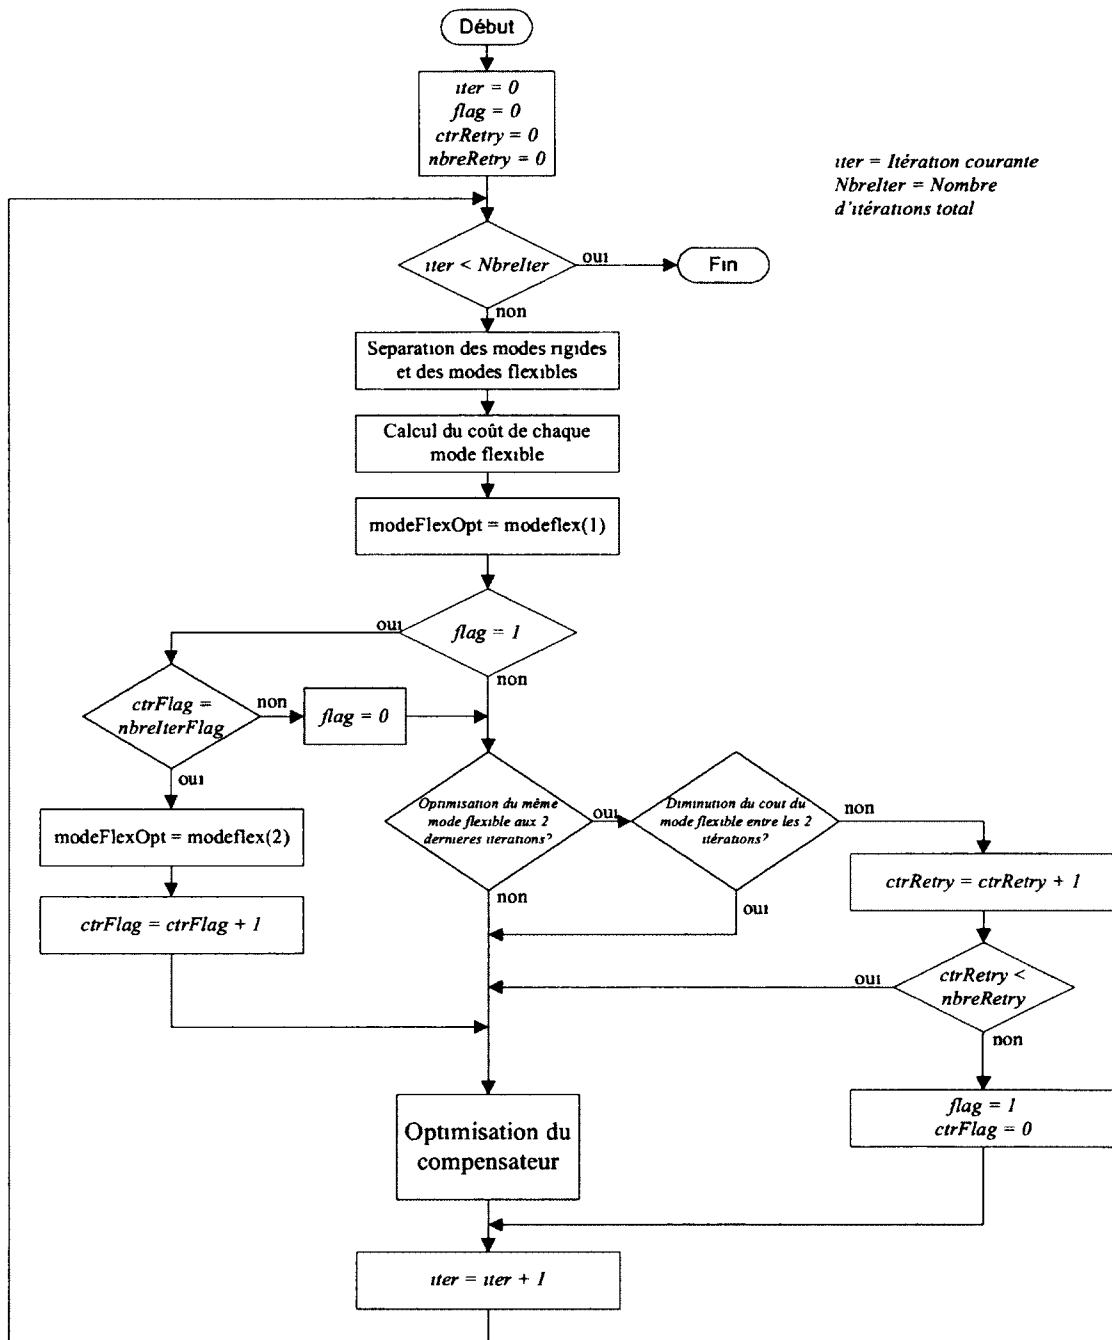 Début
iter = 0
flag = 0
ctrRetry = 0
nbreRetry = 0
iter = Itération courante
NbreIter = Nombre
d'itérations total
iter < NbreIter
oui
Fin
non
Separation des modes rigides
et des modes flexibles
Calcul du coût de chaque
mode flexible
modeFlexOpt = modeflex(1)
oui
flag = 1
non
ctrFlag =
nbreIterFlag
non
flag = 0
oui
modeFlexOpt = modeflex(2)
ctrFlag = ctrFlag + 1
Optimisation du même
mode flexible aux 2
dernieres iterations?
oui
non
Diminution du cout du
mode flexible entre les 2
itérations?
non
oui
ctrRetry = ctrRetry + 1
oui
ctrRetry <
nbreRetry
non
flag = 1
ctrFlag = 0
Optimisation du
compensateur
iter = iter + 1